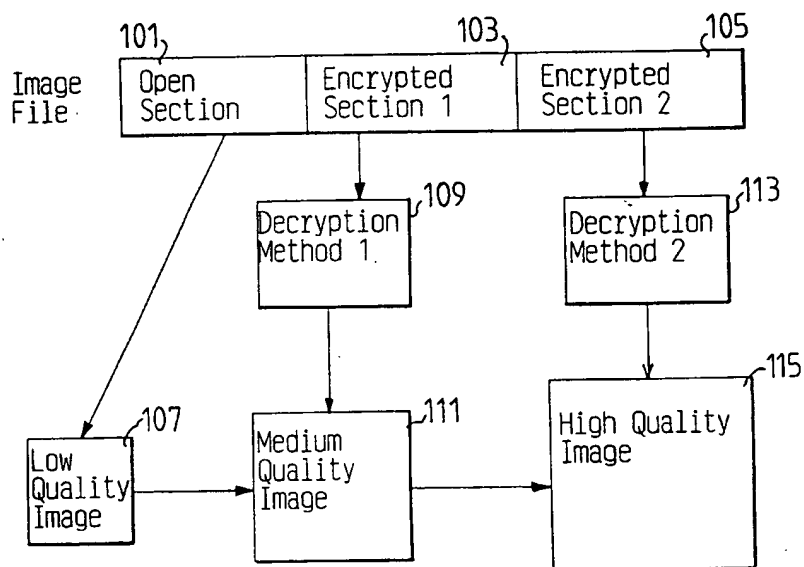 101
103
105
Image
File
Open
Section
Encrypted
Section 1
Encrypted
Section 2
109
Decryption
Method 1
113
Decryption
Method 2
107
Low
Quality
Image
111
Medium
Quality
Image
115
High Quality
Image